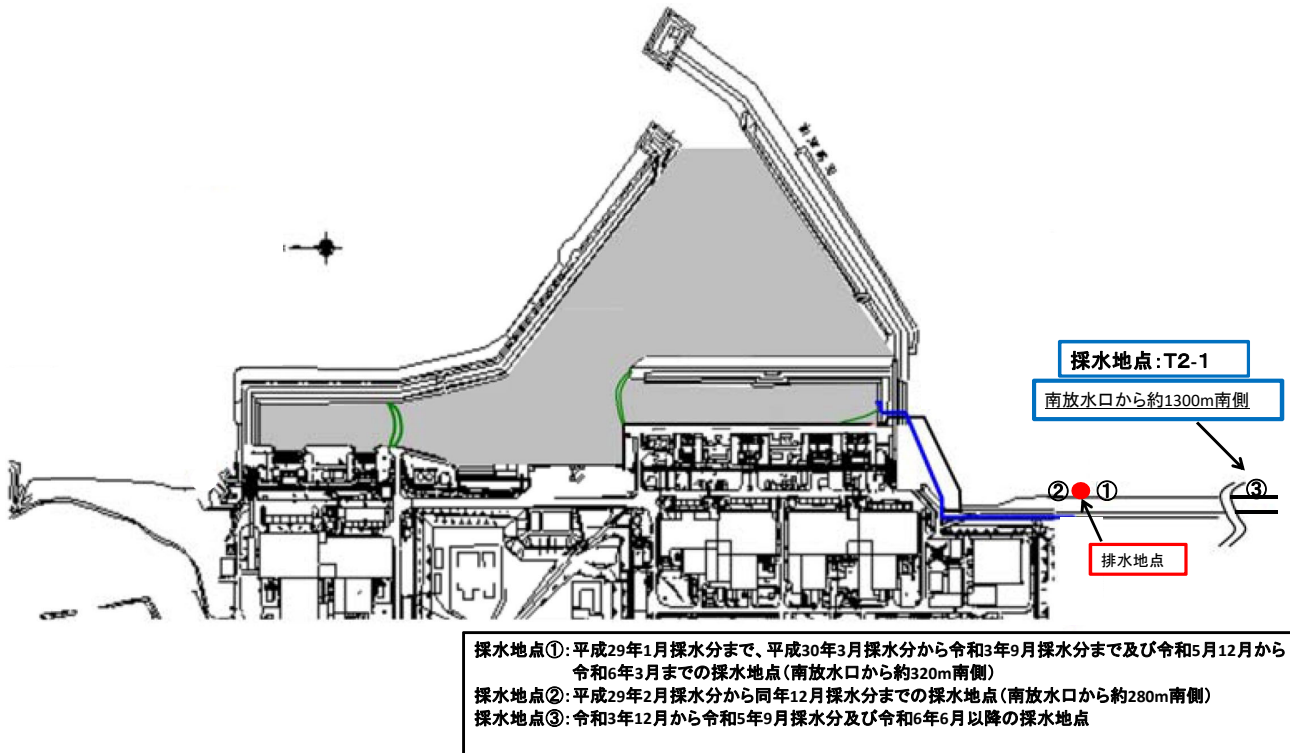 採水地点:T2-1
南放水口から約1300m南側
② ① ③
排水地点
採水地点①:平成29年1月採水分まで、平成30年3月採水分から令和3年9月採水分まで及び令和5月12月から
令和6年3月までの採水地点(南放水口から約320m南側)
採水地点②:平成29年2月採水分から同年12月採水分までの採水地点(南放水口から約280m南側)
採水地点③:令和3年12月から令和5年9月採水分及び令和6年6月以降の採水地点